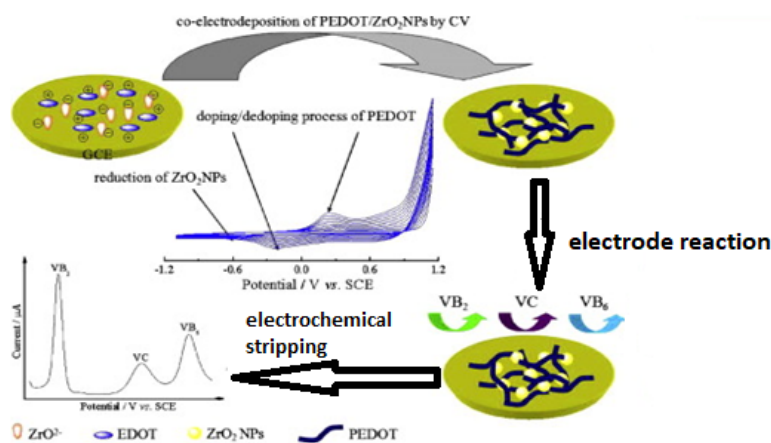 co-electrodeposition of PEDOT/ZrO₂NPs by CV
doping/dedoping process of PEDOT
GCE
reduction of ZrO₂NPs
-1.2 -0.6 0.0 0.6 1.2
Potential / V vs. SCE
electrode reaction
VB₂ VC VB₆
electrochemical
stripping
VB₂
VC
VB₆
Current / μA
Potential / V vs. SCE
ZrO²⁻ EDOT ZrO₂ NPs PEDOT